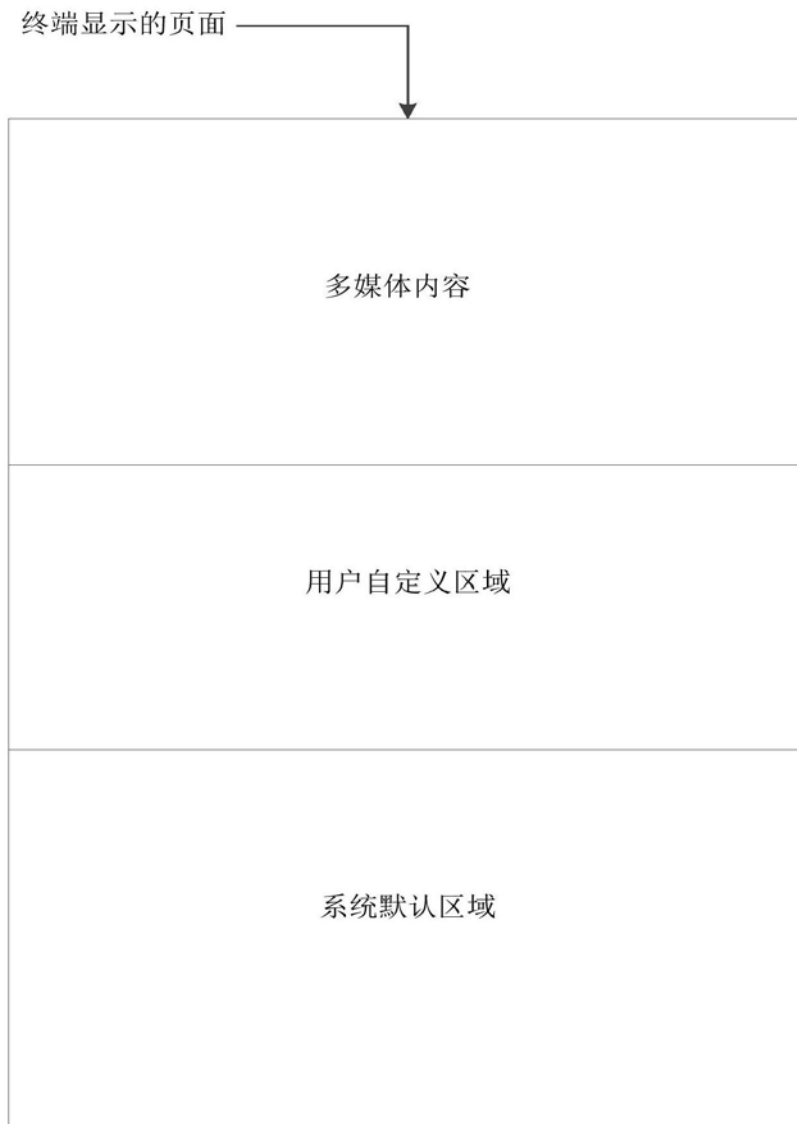 终端显示的页面
多媒体内容
用户自定义区域
系统默认区域